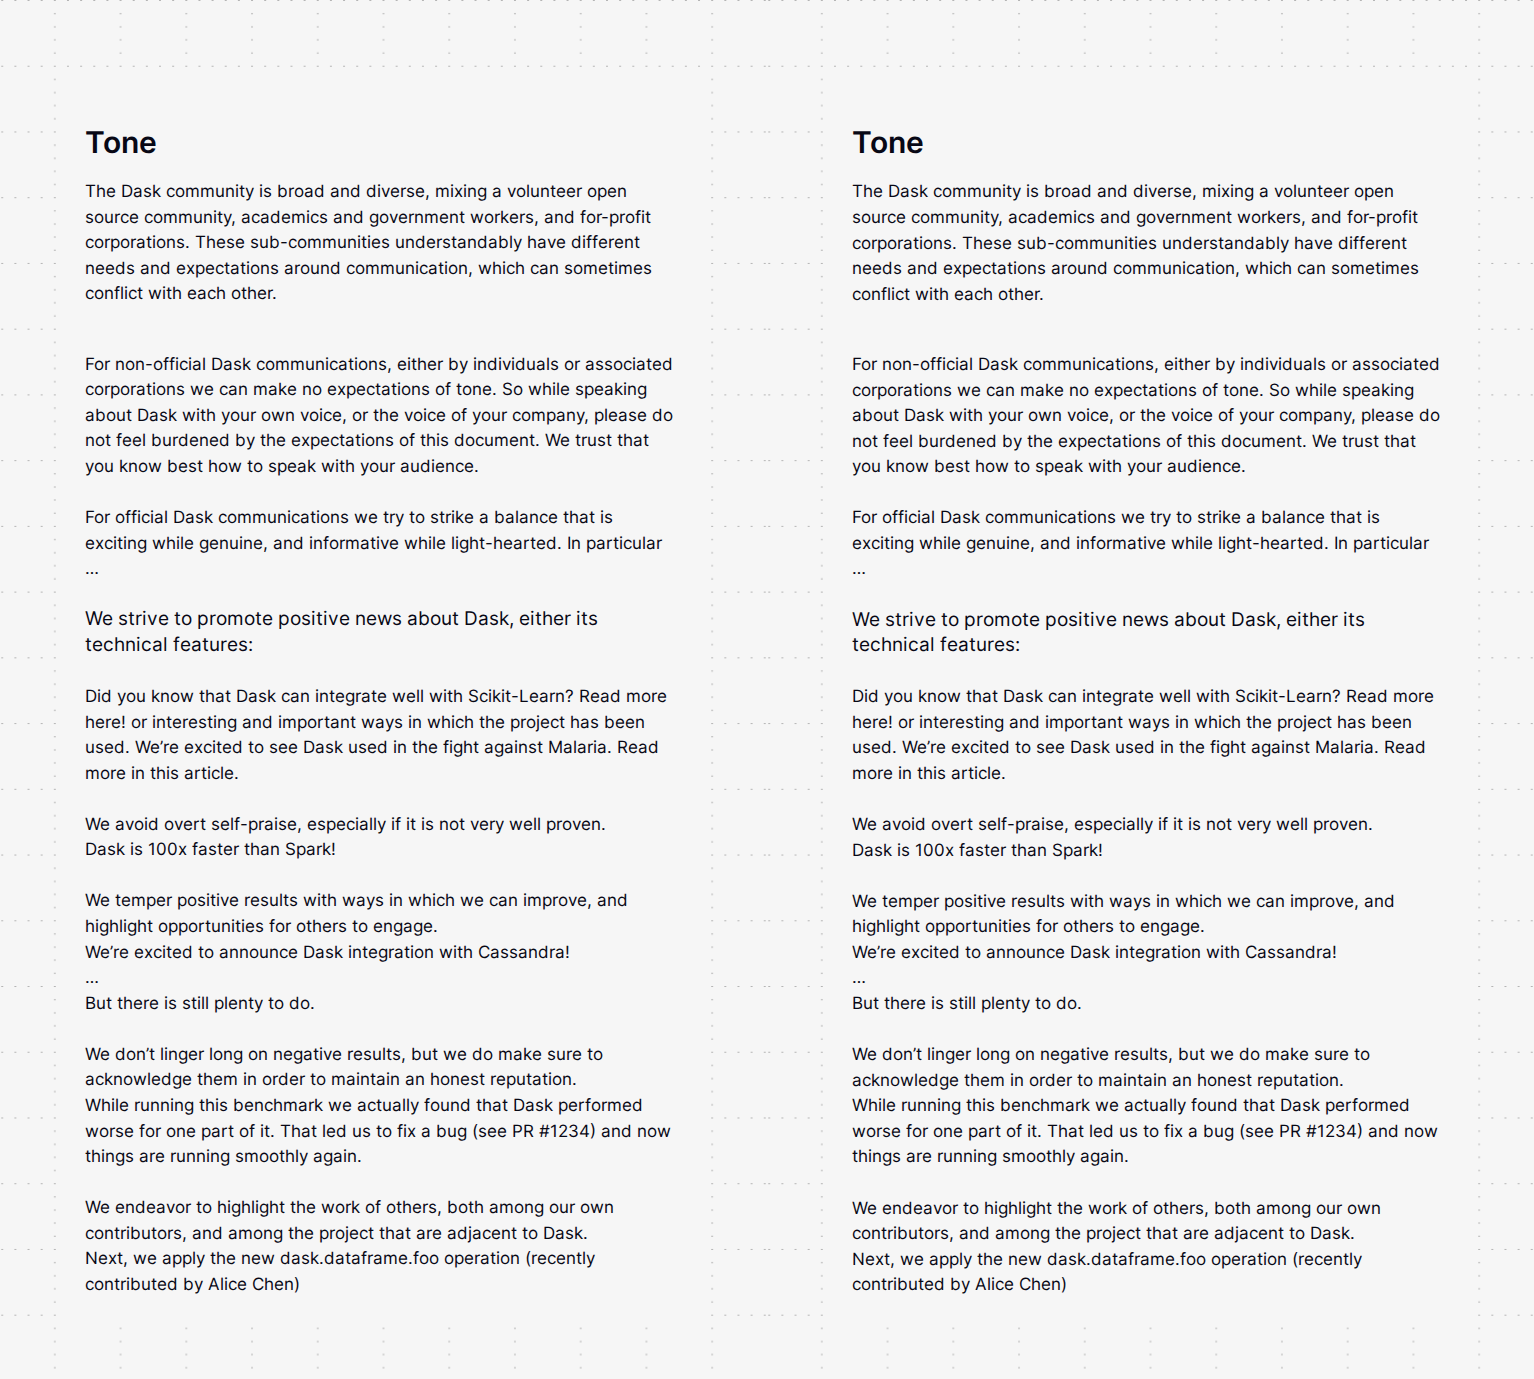 Tone
The Dask community is broad and diverse, mixing a volunteer open
source community, academics and government workers, and for-profit
corporations. These sub-communities understandably have different
needs and expectations around communication, which can sometimes
conflict with each other.
For non-official Dask communications, either by individuals or associated
corporations we can make no expectations of tone. So while speaking
about Dask with your own voice, or the voice of your company, please do
not feel burdened by the expectations of this document. We trust that
you know best how to speak with your audience.
For official Dask communications we try to strike a balance that is
exciting while genuine, and informative while light-hearted. In particular
...
We strive to promote positive news about Dask, either its
technical features:
Did you know that Dask can integrate well with Scikit-Learn? Read more
here! or interesting and important ways in which the project has been
used. We’re excited to see Dask used in the fight against Malaria. Read
more in this article.
We avoid overt self-praise, especially if it is not very well proven.
Dask is 100x faster than Spark!
We temper positive results with ways in which we can improve, and
highlight opportunities for others to engage.
We’re excited to announce Dask integration with Cassandra!
...
But there is still plenty to do.
We don’t linger long on negative results, but we do make sure to
acknowledge them in order to maintain an honest reputation.
While running this benchmark we actually found that Dask performed
worse for one part of it. That led us to fix a bug (see PR #1234) and now
things are running smoothly again.
We endeavor to highlight the work of others, both among our own
contributors, and among the project that are adjacent to Dask.
Next, we apply the new dask.dataframe.foo operation (recently
contributed by Alice Chen)
Tone
The Dask community is broad and diverse, mixing a volunteer open
source community, academics and government workers, and for-profit
corporations. These sub-communities understandably have different
needs and expectations around communication, which can sometimes
conflict with each other.
For non-official Dask communications, either by individuals or associated
corporations we can make no expectations of tone. So while speaking
about Dask with your own voice, or the voice of your company, please do
not feel burdened by the expectations of this document. We trust that
you know best how to speak with your audience.
For official Dask communications we try to strike a balance that is
exciting while genuine, and informative while light-hearted. In particular
...
We strive to promote positive news about Dask, either its
technical features:
Did you know that Dask can integrate well with Scikit-Learn? Read more
here! or interesting and important ways in which the project has been
used. We’re excited to see Dask used in the fight against Malaria. Read
more in this article.
We avoid overt self-praise, especially if it is not very well proven.
Dask is 100x faster than Spark!
We temper positive results with ways in which we can improve, and
highlight opportunities for others to engage.
We’re excited to announce Dask integration with Cassandra!
...
But there is still plenty to do.
We don’t linger long on negative results, but we do make sure to
acknowledge them in order to maintain an honest reputation.
While running this benchmark we actually found that Dask performed
worse for one part of it. That led us to fix a bug (see PR #1234) and now
things are running smoothly again.
We endeavor to highlight the work of others, both among our own
contributors, and among the project that are adjacent to Dask.
Next, we apply the new dask.dataframe.foo operation (recently
contributed by Alice Chen)